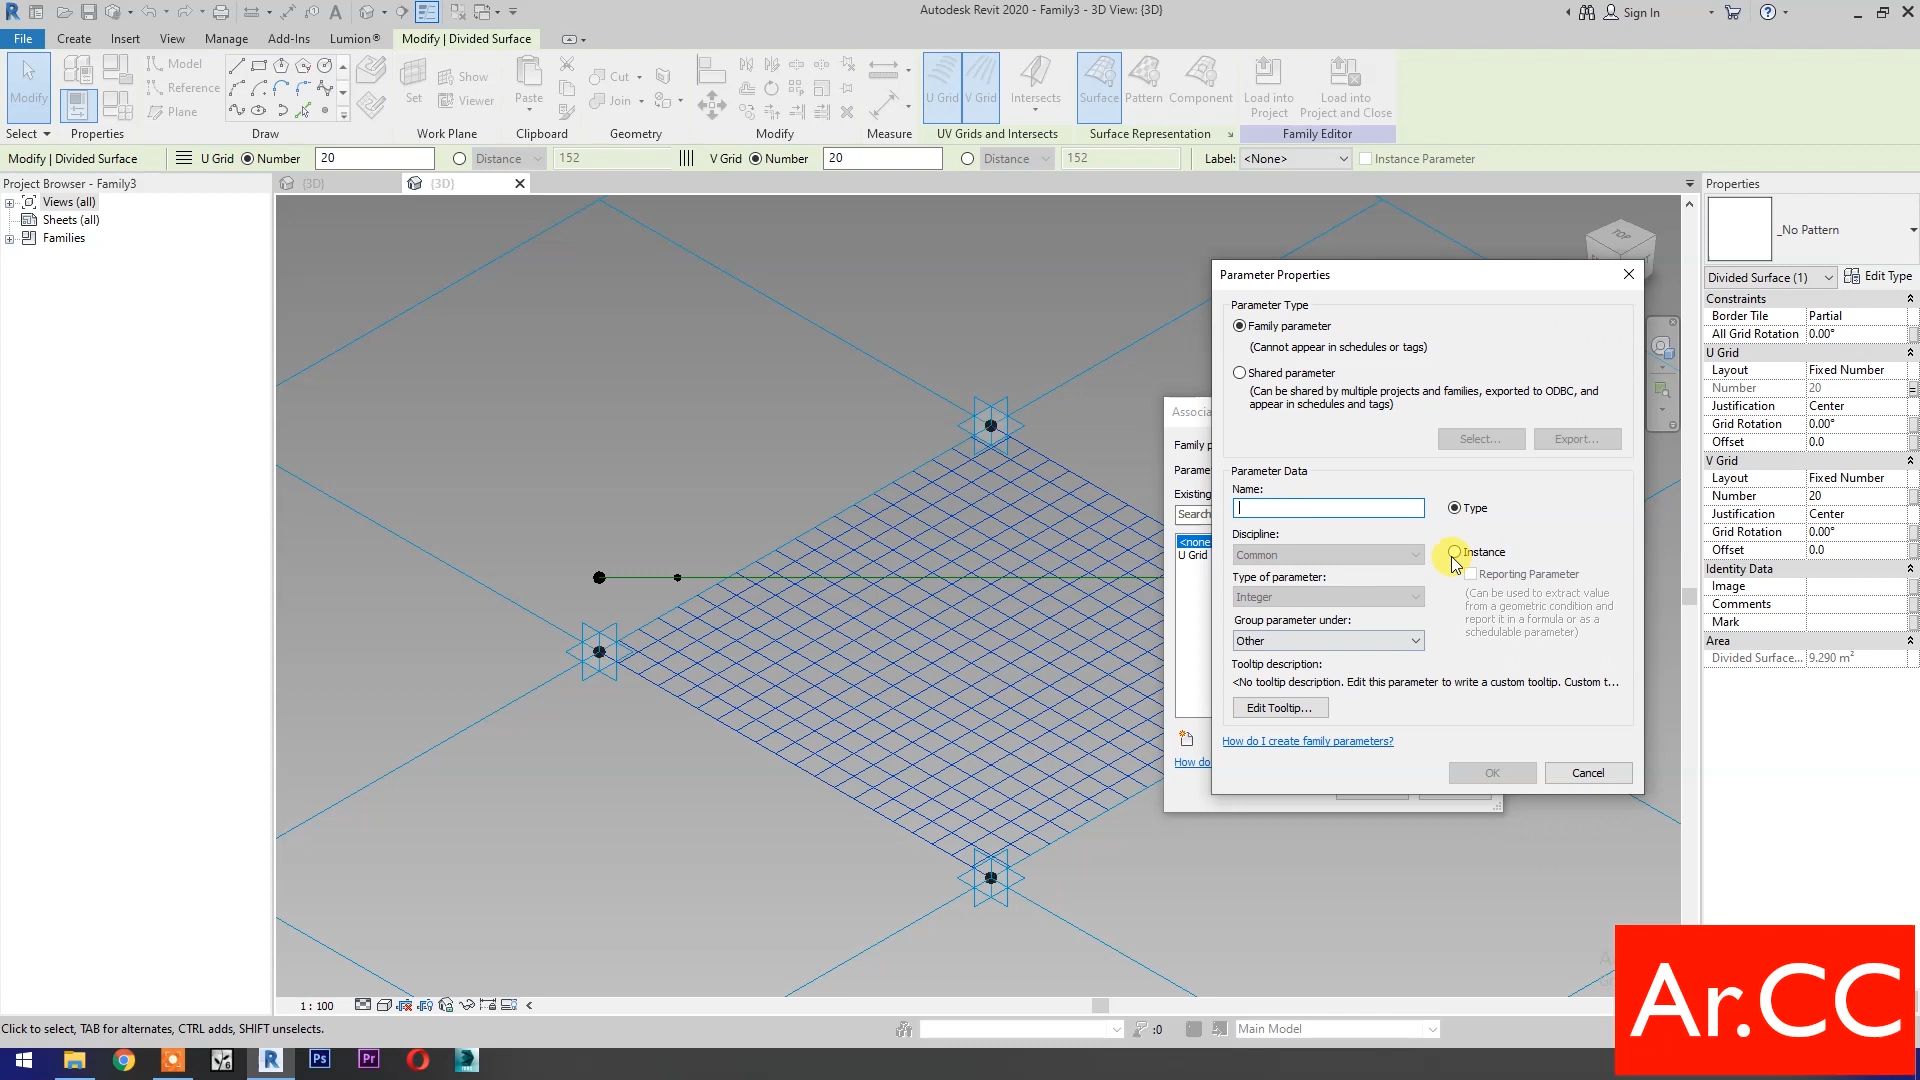 Autodesk Revit 2020 - Family3 - 3D View: {3D}
Sign In
File
Create
Insert
View
Manage
Add-Ins
Lumion®
Modify | Divided Surface
Modify
Model
Reference
Plane
Set
Show
Viewer
Paste
Cut
Join
U Grid
V Grid
Intersects
Surface
Pattern
Component
Load into
Project
Load into
Project and Close
Select
Properties
Draw
Work Plane
Clipboard
Geometry
Modify
Measure
UV Grids and Intersects
Surface Representation
Family Editor
Modify | Divided Surface
U Grid
Number
20
Distance
152
V Grid
Number
20
Distance
152
Label:
<None>
Instance Parameter
Project Browser - Family3
Views (all)
Sheets (all)
Families
{3D}
{3D}
TOP
Associ
Family p
Parame
Existing
Search
<none
U Grid
How do
Parameter Properties
Parameter Type
Family parameter
(Cannot appear in schedules or tags)
Shared parameter
(Can be shared by multiple projects and families, exported to ODBC, and
appear in schedules and tags)
Select...
Export...
Parameter Data
Name:
Type
Discipline:
Common
Instance
Type of parameter:
Reporting Parameter
Integer
(Can be used to extract value
from a geometric condition and
report it in a formula or as a
schedulable parameter)
Group parameter under:
Other
Tooltip description:
<No tooltip description. Edit this parameter to write a custom tooltip. Custom t...
Edit Tooltip...
How do I create family parameters?
OK
Cancel
Properties
_No Pattern
Divided Surface (1)
Edit Type
Constraints
Border Tile
Partial
All Grid Rotation
0.00°
U Grid
Layout
Fixed Number
Number
20
Justification
Center
Grid Rotation
0.00°
Offset
0.0
V Grid
Layout
Fixed Number
Number
20
Justification
Center
Grid Rotation
0.00°
Offset
0.0
Identity Data
Image
Comments
Mark
Area
Divided Surface...
9.290 m²
1 : 100
Click to select, TAB for alternates, CTRL adds, SHIFT unselects.
:0
Main Model
Ar.CC
R
Ps
Pr